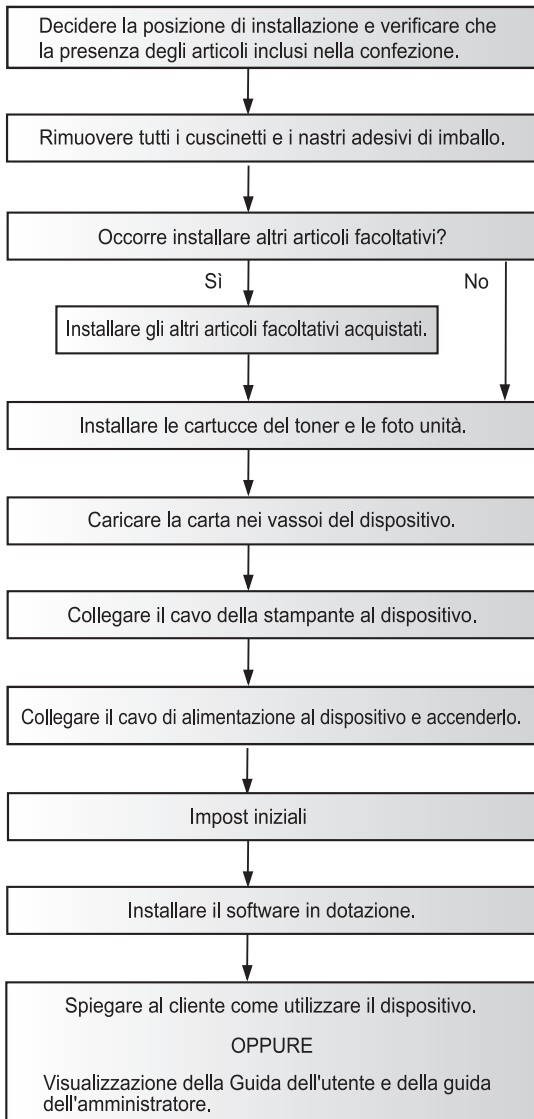 Decidere la posizione di installazione e verificare che
la presenza degli articoli inclusi nella confezione.
Rimuovere tutti i cuscinetti e i nastri adesivi di imballo.
Occorre installare altri articoli facoltativi?
Sì
No
Installare gli altri articoli facoltativi acquistati.
Installare le cartucce del toner e le foto unità.
Caricare la carta nei vassoi del dispositivo.
Collegare il cavo della stampante al dispositivo.
Collegare il cavo di alimentazione al dispositivo e accenderlo.
Impost iniziali
Installare il software in dotazione.
Spiegare al cliente come utilizzare il dispositivo.
OPPURE
Visualizzazione della Guida dell'utente e della guida
dell'amministratore.